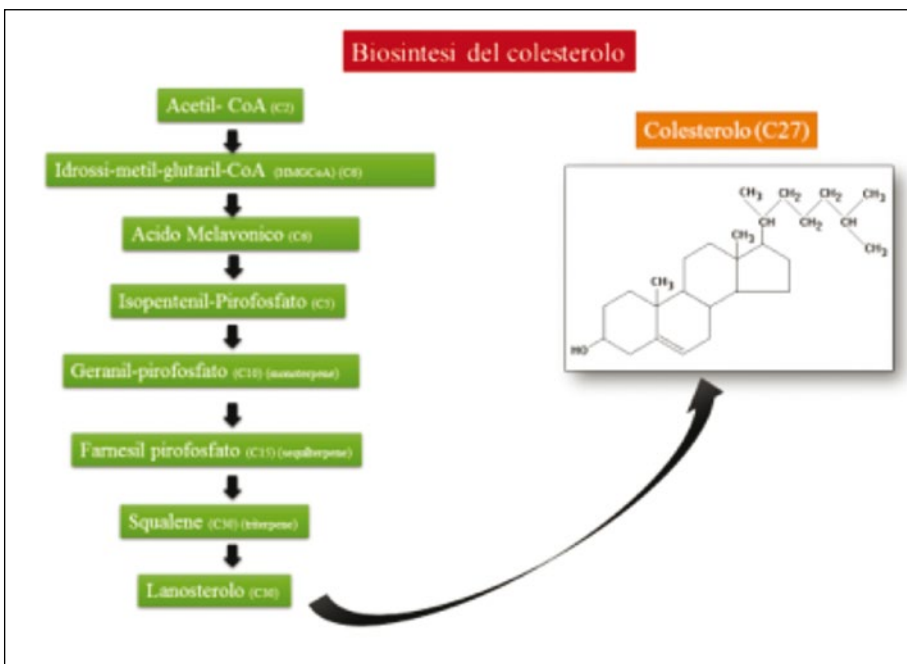 Biosintesi del colesterolo
Acetil- CoA (C2)
Idrossi-metil-glutaril-CoA (HMGCoA) (C6)
Acido Melavonico (C6)
Isopentenil-Pirofosfato (C5)
Geranil-pirofosfato (C10) (monoterpene)
Farnesil pirofosfato (C15) (sequiterpene)
Squalene (C30) (triterpene)
Lanosterolo (C30)
Colesterolo (C27)
CH3 CH2 CH2 CH3
CH CH2 CH
CH3 CH3
CH3
HO